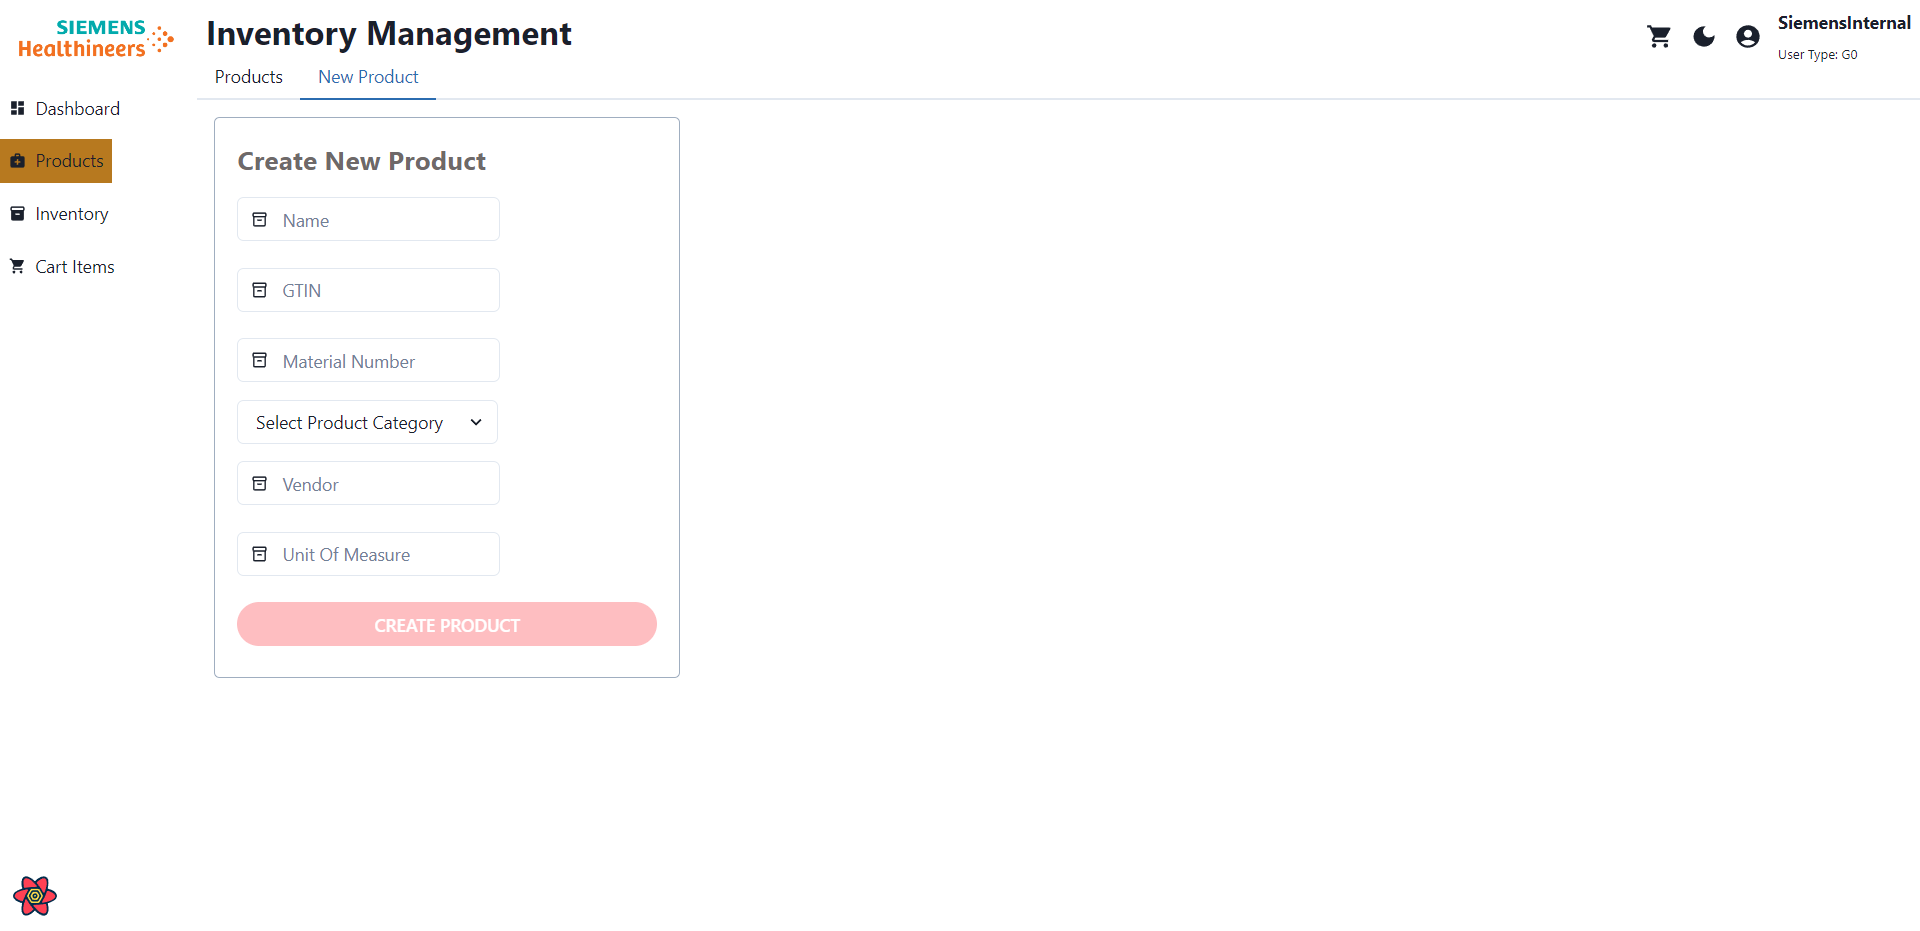 SIEMENS
Healthineers
Inventory Management
SiemensInternal
User Type: G0
Products
New Product
Dashboard
Products
Inventory
Cart Items
Create New Product
Name
GTIN
Material Number
Select Product Category
Vendor
Unit Of Measure
CREATE PRODUCT